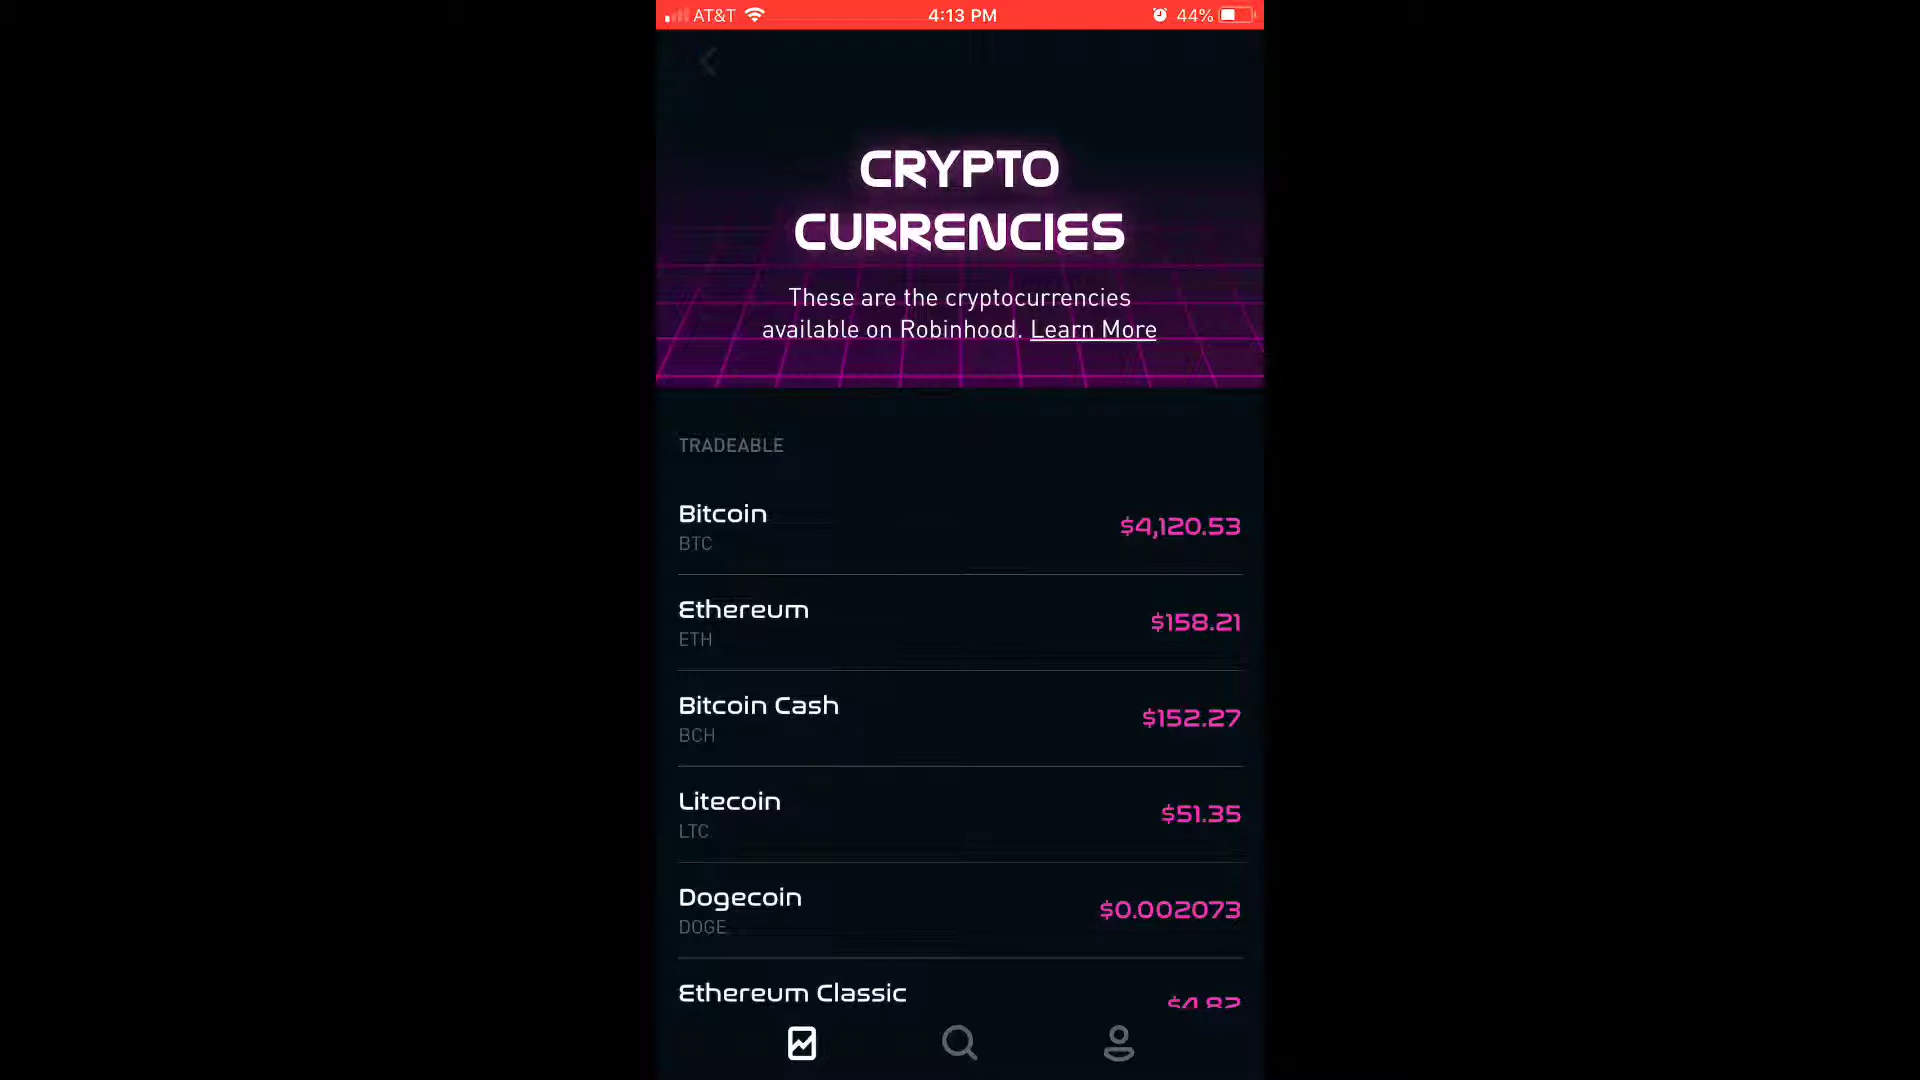 AT&T 4:13 PM 44%
CRYPTO
CURRENCIES
These are the cryptocurrencies
available on Robinhood. Learn More
TRADEABLE
Bitcoin $4,120.53
BTC
Ethereum $158.21
ETH
Bitcoin Cash $152.27
BCH
Litecoin $51.35
LTC
Dogecoin $0.002073
DOGE
Ethereum Classic $4.82